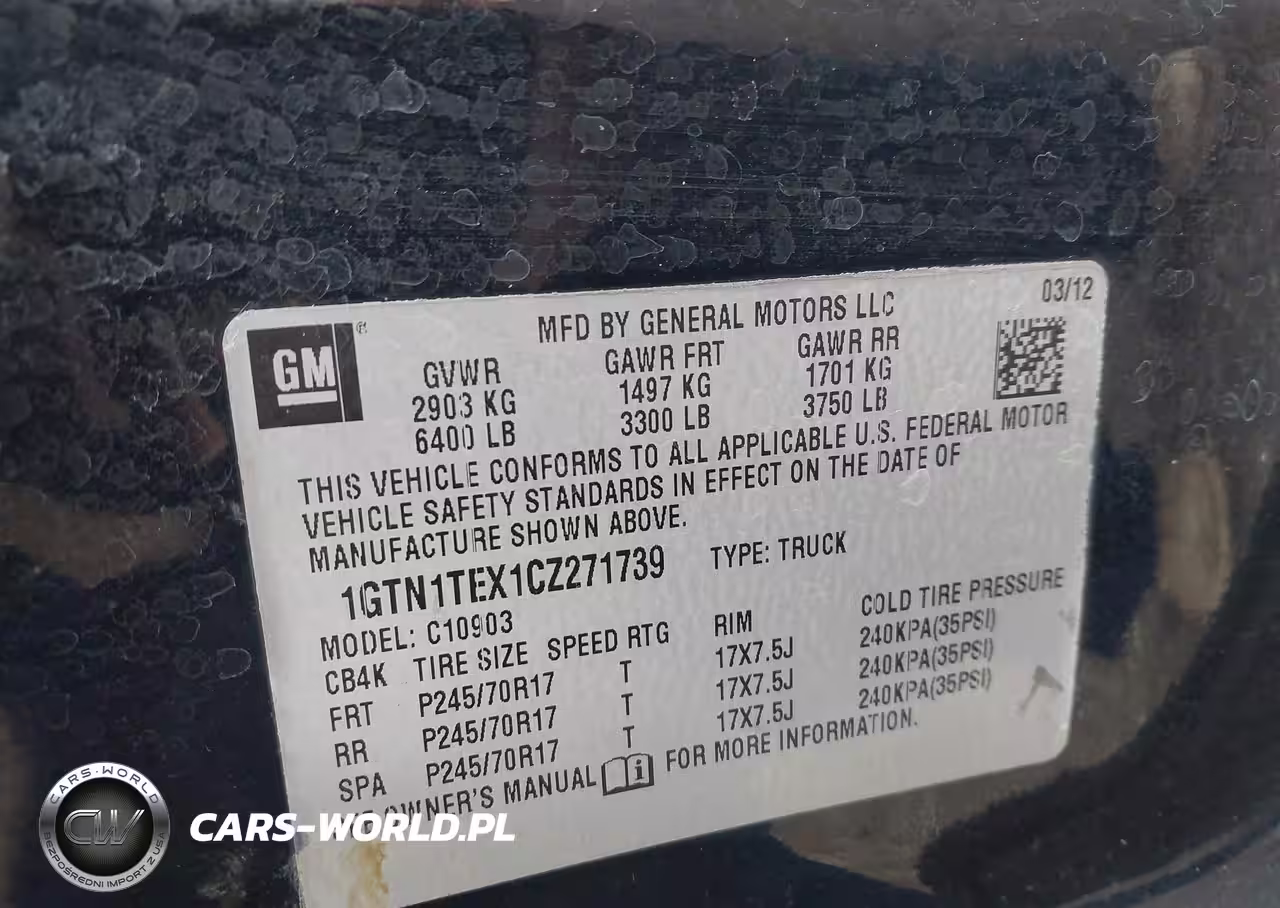 03/12
GM ®
MFD BY GENERAL MOTORS LLC
GVWR GAWR FRT GAWR RR
2903 KG 1497 KG 1701 KG
6400 LB 3300 LB 3750 LB
THIS VEHICLE CONFORMS TO ALL APPLICABLE U.S. FEDERAL MOTOR
VEHICLE SAFETY STANDARDS IN EFFECT ON THE DATE OF
MANUFACTURE SHOWN ABOVE.
1GTN1TEX1CZ271739 TYPE: TRUCK
MODEL: C10903
CB4K TIRE SIZE SPEED RTG RIM COLD TIRE PRESSURE
FRT P245/70R17 T 17X7.5J 240KPA(35PSI)
RR P245/70R17 T 17X7.5J 240KPA(35PSI)
SPA P245/70R17 T 17X7.5J 240KPA(35PSI)
OWNER'S MANUAL FOR MORE INFORMATION.
CARS-WORLD
CW
BEZPOŚREDNI IMPORT Z USA
CARS-WORLD.PL